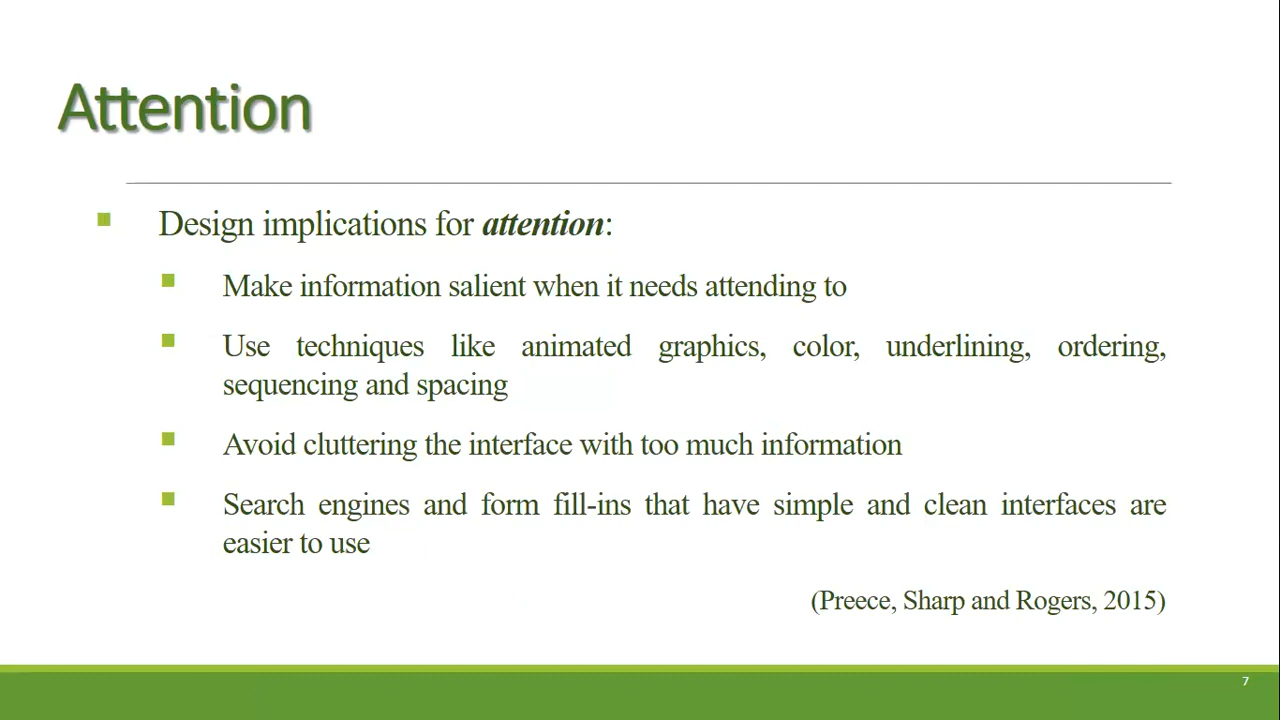 Attention
Design implications for attention:
Make information salient when it needs attending to
Use techniques like animated graphics, color, underlining, ordering,
sequencing and spacing
Avoid cluttering the interface with too much information
Search engines and form fill-ins that have simple and clean interfaces are
easier to use
(Preece, Sharp and Rogers, 2015)
7